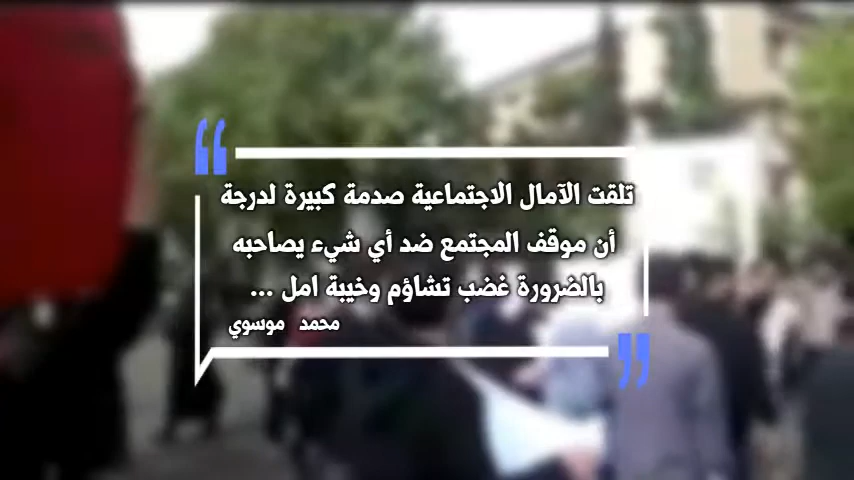 تلقت الآمال الاجتماعية صدمة كبيرة لدرجة
أن موقف المجتمع ضد أي شيء يصاحبه
بالضرورة غضب تشاؤم وخيبة امل ...
محمد موسوي